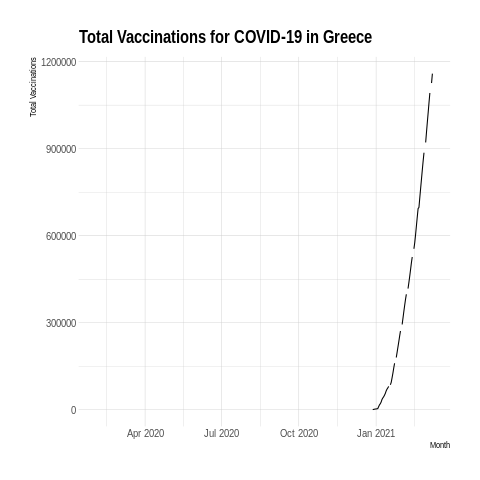 Total Vaccinations for COVID-19 in Greece
Total Vaccinations
1200000
900000
600000
300000
0
Apr 2020 Jul 2020 Oct 2020 Jan 2021
Month